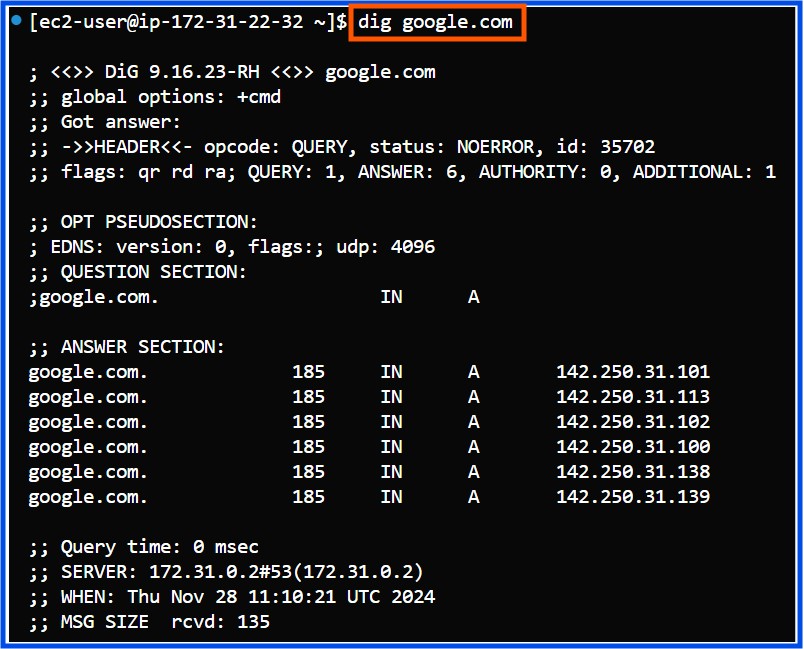 [ec2-user@ip-172-31-22-32 ~]$ dig google.com
; <<>> DiG 9.16.23-RH <<>> google.com
;; global options: +cmd
;; Got answer:
;; ->>HEADER<<- opcode: QUERY, status: NOERROR, id: 35702
;; flags: qr rd ra; QUERY: 1, ANSWER: 6, AUTHORITY: 0, ADDITIONAL: 1
;; OPT PSEUDOSECTION:
; EDNS: version: 0, flags:; udp: 4096
;; QUESTION SECTION:
;google.com. IN A
;; ANSWER SECTION:
google.com. 185 IN A 142.250.31.101
google.com. 185 IN A 142.250.31.113
google.com. 185 IN A 142.250.31.102
google.com. 185 IN A 142.250.31.100
google.com. 185 IN A 142.250.31.138
google.com. 185 IN A 142.250.31.139
;; Query time: 0 msec
;; SERVER: 172.31.0.2#53(172.31.0.2)
;; WHEN: Thu Nov 28 11:10:21 UTC 2024
;; MSG SIZE  rcvd: 135